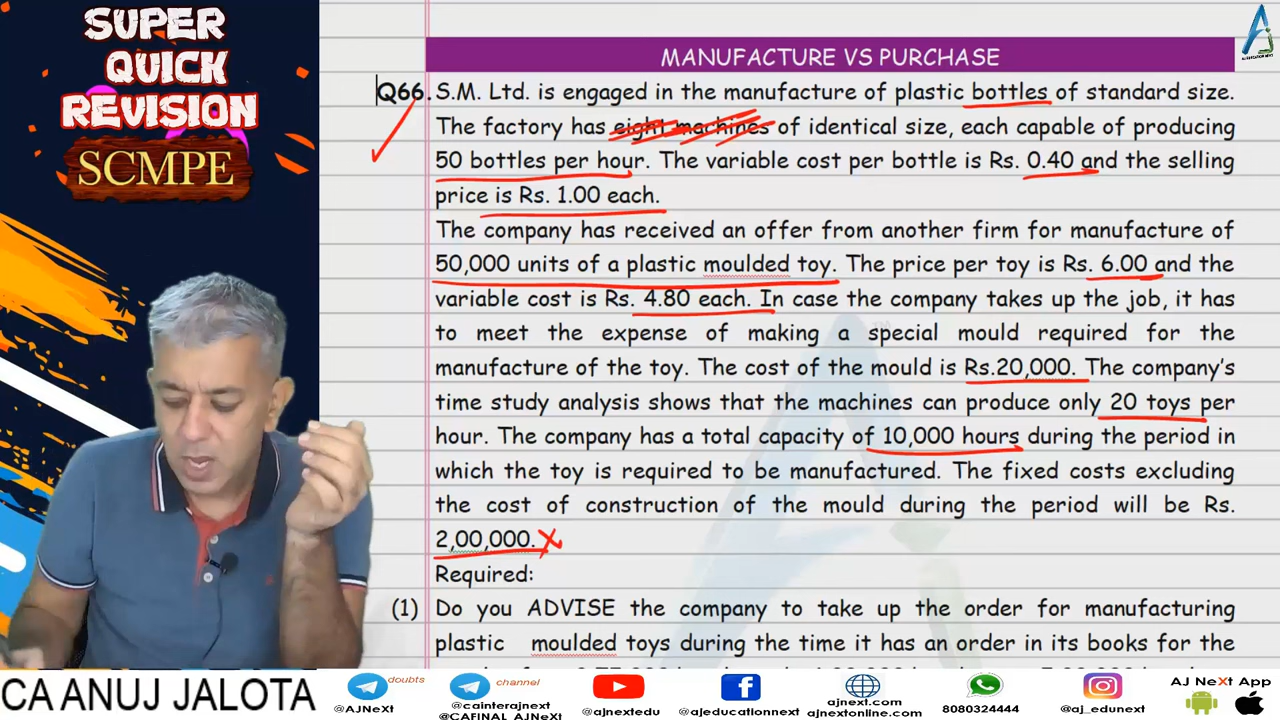 SUPER
QUICK
REVISION
SCMPE
MANUFACTURE VS PURCHASE
Q66. S.M. Ltd. is engaged in the manufacture of plastic bottles of standard size.
The factory has eight machines of identical size, each capable of producing
50 bottles per hour. The variable cost per bottle is Rs. 0.40 and the selling
price is Rs. 1.00 each.
The company has received an offer from another firm for manufacture of
50,000 units of a plastic moulded toy. The price per toy is Rs. 6.00 and the
variable cost is Rs. 4.80 each. In case the company takes up the job, it has
to meet the expense of making a special mould required for the
manufacture of the toy. The cost of the mould is Rs.20,000. The company's
time study analysis shows that the machines can produce only 20 toys per
hour. The company has a total capacity of 10,000 hours during the period in
which the toy is required to be manufactured. The fixed costs excluding
the cost of construction of the mould during the period will be Rs.
2,00,000.
Required:
(1) Do you ADVISE the company to take up the order for manufacturing
plastic moulded toys during the time it has an order in its books for the
CA ANUJ JALOTA
doubts
@AJNeXt
channel
@cainterajnext
@CAFINAL_AJNeXt
@ajnextedu
@ajeducationnext
ajnext.com
ajnextonline.com
8080324444
@aj_edunext
AJ NeXt App